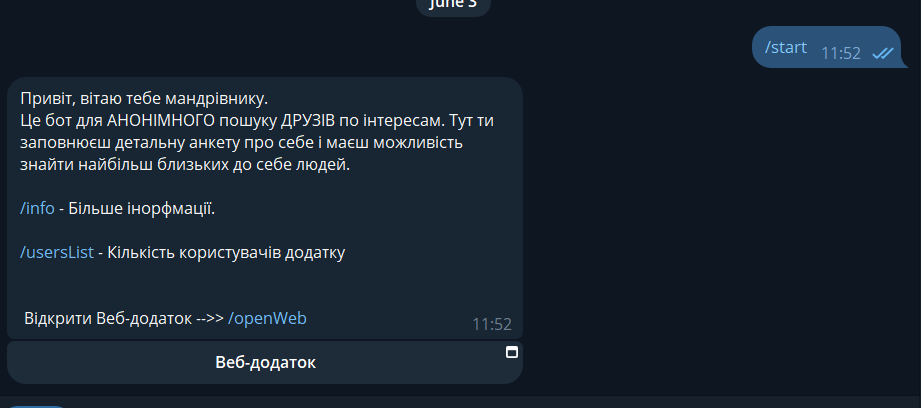 June 3
/start 11:52
Привіт, вітаю тебе мандрівнику.
Це бот для АНОНІМНОГО пошуку ДРУЗІВ по інтересам. Тут ти
заповнюєш детальну анкету про себе і маєш можливість
знайти найбільш близьких до себе людей.
/info - Більше інорфмації.
/usersList - Кількість користувачів додатку
Відкрити Веб-додаток -->> /openWeb
11:52
Веб-додаток